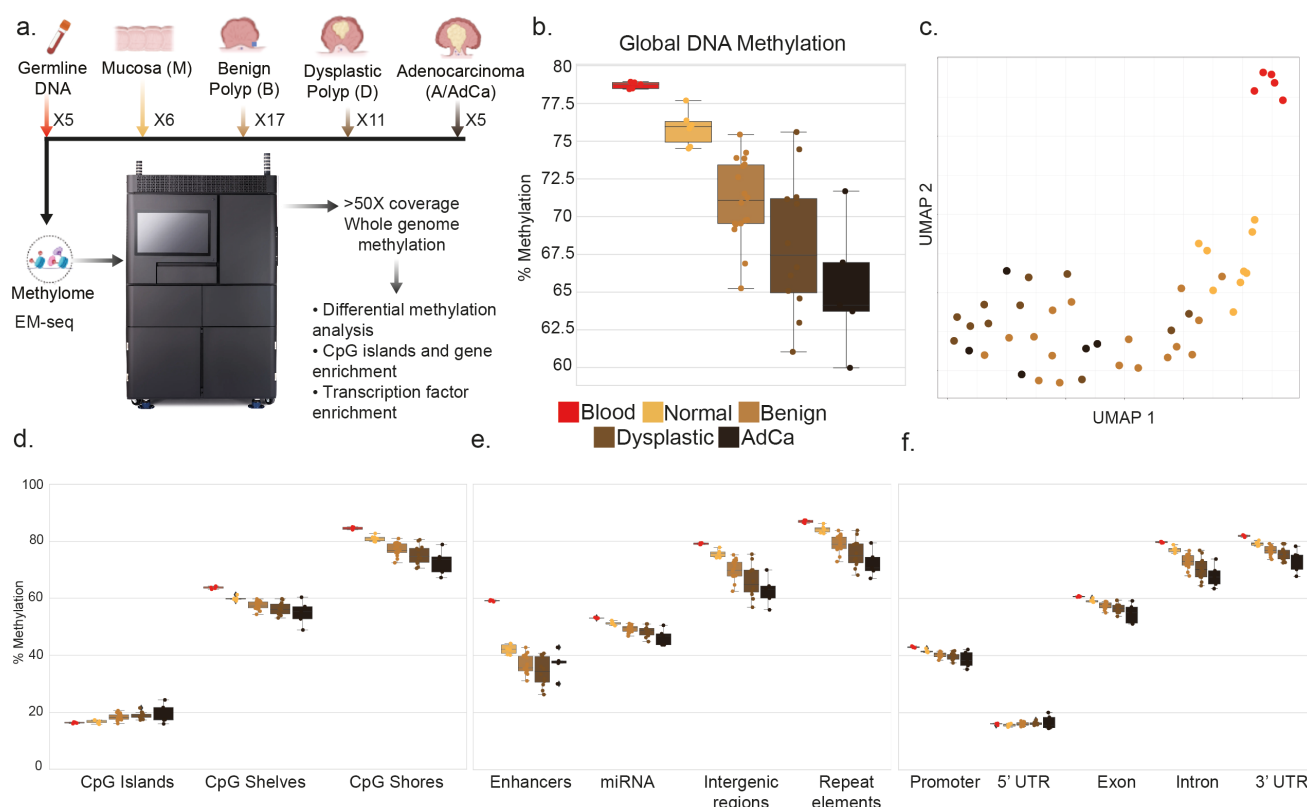 a.
Germline
DNA
Mucosa (M)
Benign
Polyp (B)
Dysplastic
Polyp (D)
Adenocarcinoma
(A/AdCa)
X5
X6
X17
X11
X5
>50X coverage
Whole genome
methylation
Methylome
EM-seq
• Differential methylation
analysis
• CpG islands and gene
enrichment
• Transcription factor
enrichment
b.
Global DNA Methylation
% Methylation
80
77.5
75
72.5
70
67.5
65
62.5
60
c.
UMAP 2
UMAP 1
Blood
Normal
Benign
Dysplastic
AdCa
d.
% Methylation
100
80
60
40
20
0
CpG Islands
CpG Shelves
CpG Shores
e.
Enhancers
miRNA
Intergenic
regions
Repeat
elements
f.
Promoter
5’ UTR
Exon
Intron
3’ UTR